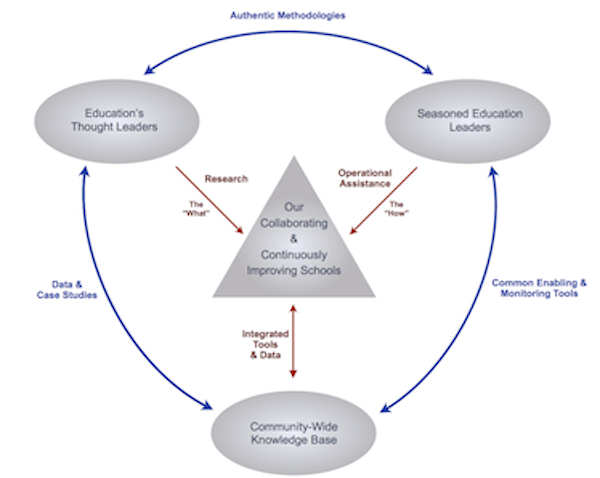 Authentic Methodologies
Education's
Thought Leaders
Seasoned Education
Leaders
Research
The
"What"
Operational
Assistance
The
"How"
Our
Collaborating
&
Continuously
Improving Schools
Data &
Case Studies
Common Enabling &
Monitoring Tools
Integrated
Tools
& Data
Community-Wide
Knowledge Base